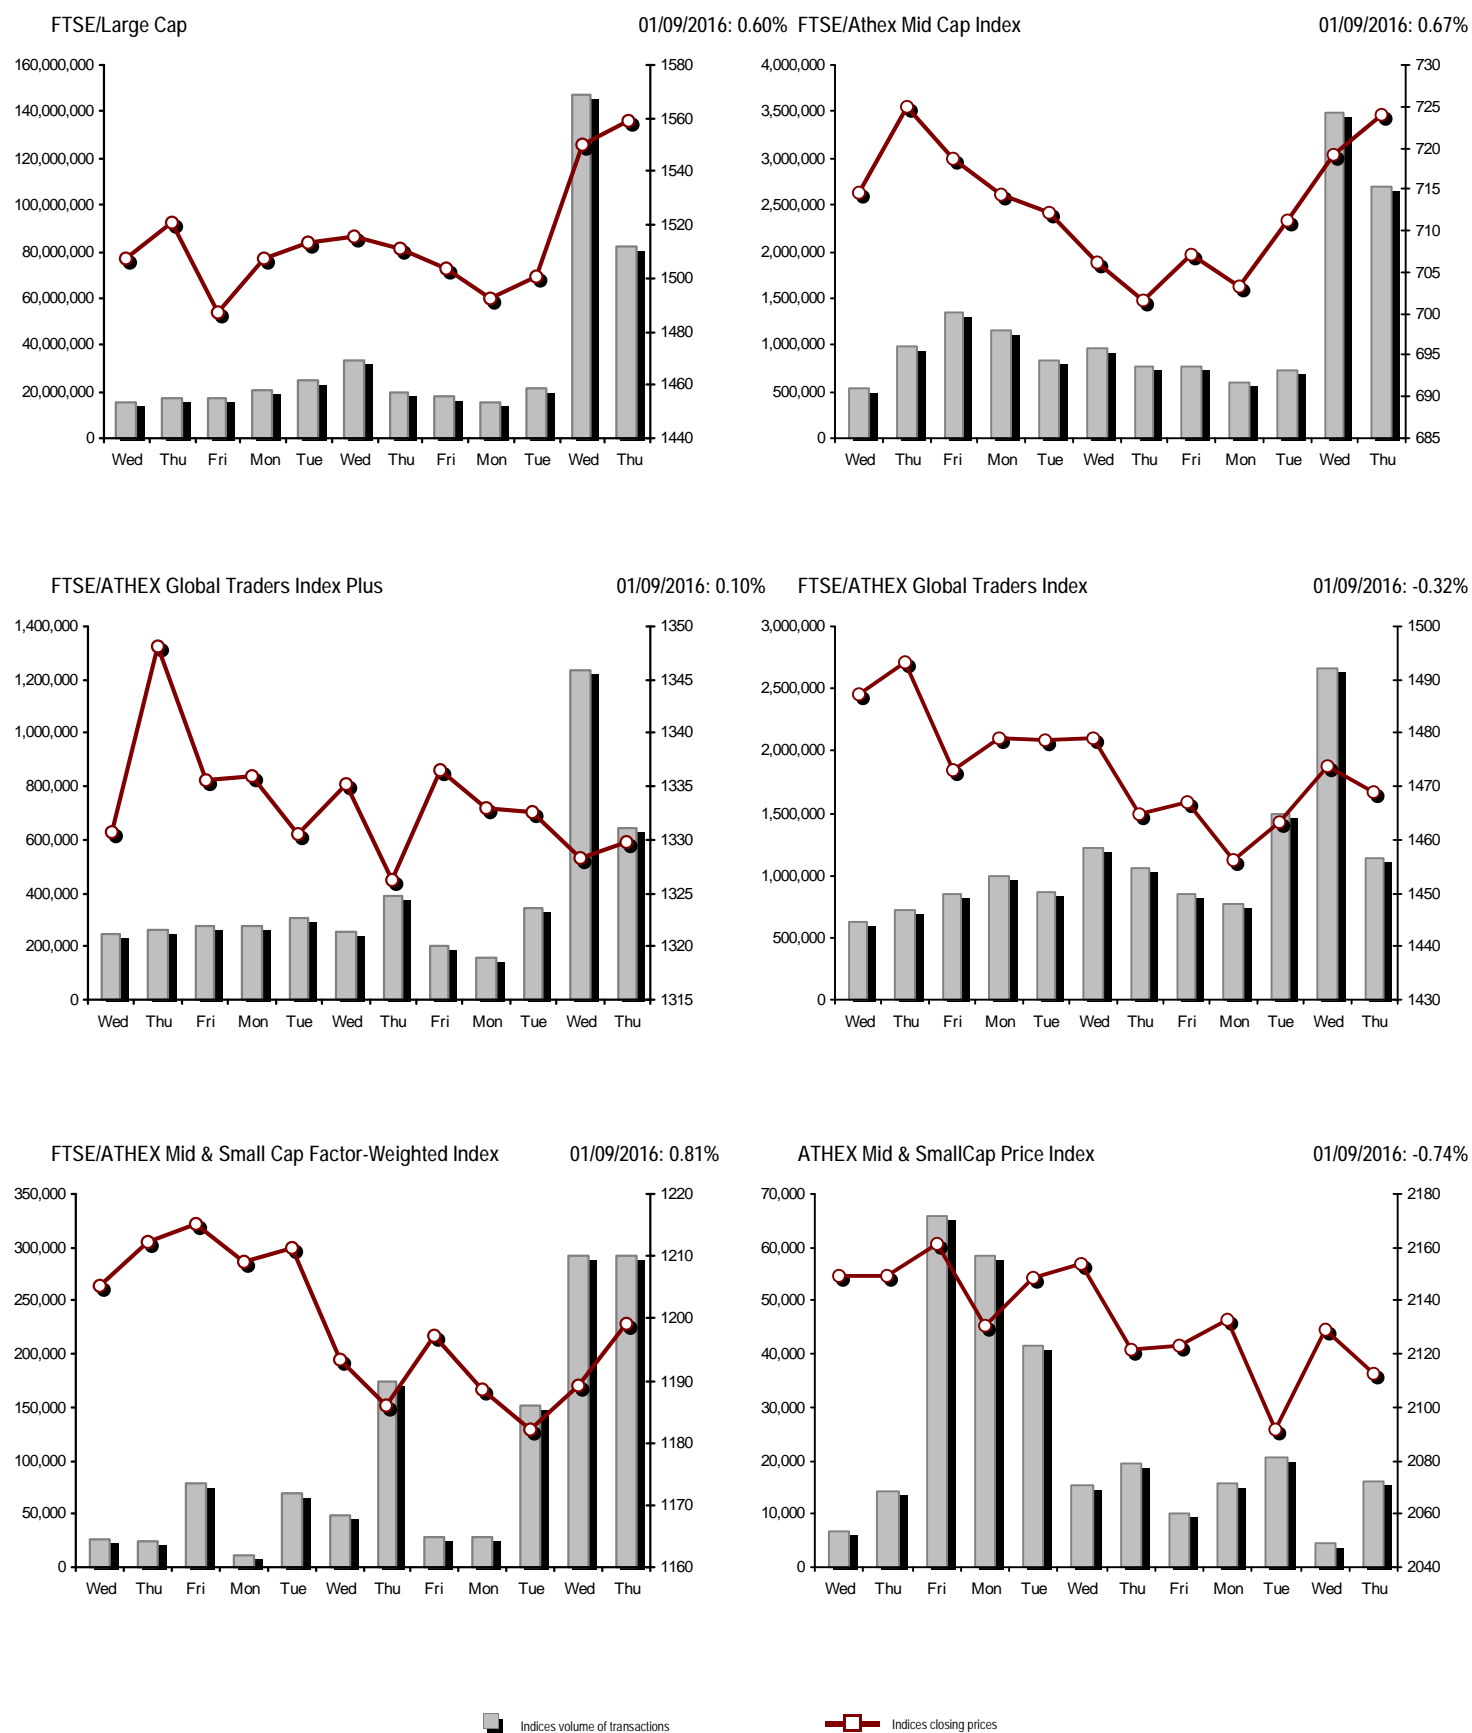 FTSE/Large Cap 01/09/2016: 0.60%
160,000,000 140,000,000 120,000,000 100,000,000 80,000,000 60,000,000 40,000,000 20,000,000 0
1580 1560 1540 1520 1500 1480 1460 1440
Wed Thu Fri Mon Tue Wed Thu Fri Mon Tue Wed Thu
FTSE/Athex Mid Cap Index 01/09/2016: 0.67%
4,000,000 3,500,000 3,000,000 2,500,000 2,000,000 1,500,000 1,000,000 500,000 0
730 725 720 715 710 705 700 695 690 685
Wed Thu Fri Mon Tue Wed Thu Fri Mon Tue Wed Thu
FTSE/ATHEX Global Traders Index Plus 01/09/2016: 0.10%
1,400,000 1,200,000 1,000,000 800,000 600,000 400,000 200,000 0
1350 1345 1340 1335 1330 1325 1320 1315
Wed Thu Fri Mon Tue Wed Thu Fri Mon Tue Wed Thu
FTSE/ATHEX Global Traders Index 01/09/2016: -0.32%
3,000,000 2,500,000 2,000,000 1,500,000 1,000,000 500,000 0
1500 1490 1480 1470 1460 1450 1440 1430
Wed Thu Fri Mon Tue Wed Thu Fri Mon Tue Wed Thu
FTSE/ATHEX Mid & Small Cap Factor-Weighted Index 01/09/2016: 0.81%
350,000 300,000 250,000 200,000 150,000 100,000 50,000 0
1220 1210 1200 1190 1180 1170 1160
Wed Thu Fri Mon Tue Wed Thu Fri Mon Tue Wed Thu
ATHEX Mid & SmallCap Price Index 01/09/2016: -0.74%
70,000 60,000 50,000 40,000 30,000 20,000 10,000 0
2180 2160 2140 2120 2100 2080 2060 2040
Wed Thu Fri Mon Tue Wed Thu Fri Mon Tue Wed Thu
Indices volume of transactions
Indices closing prices